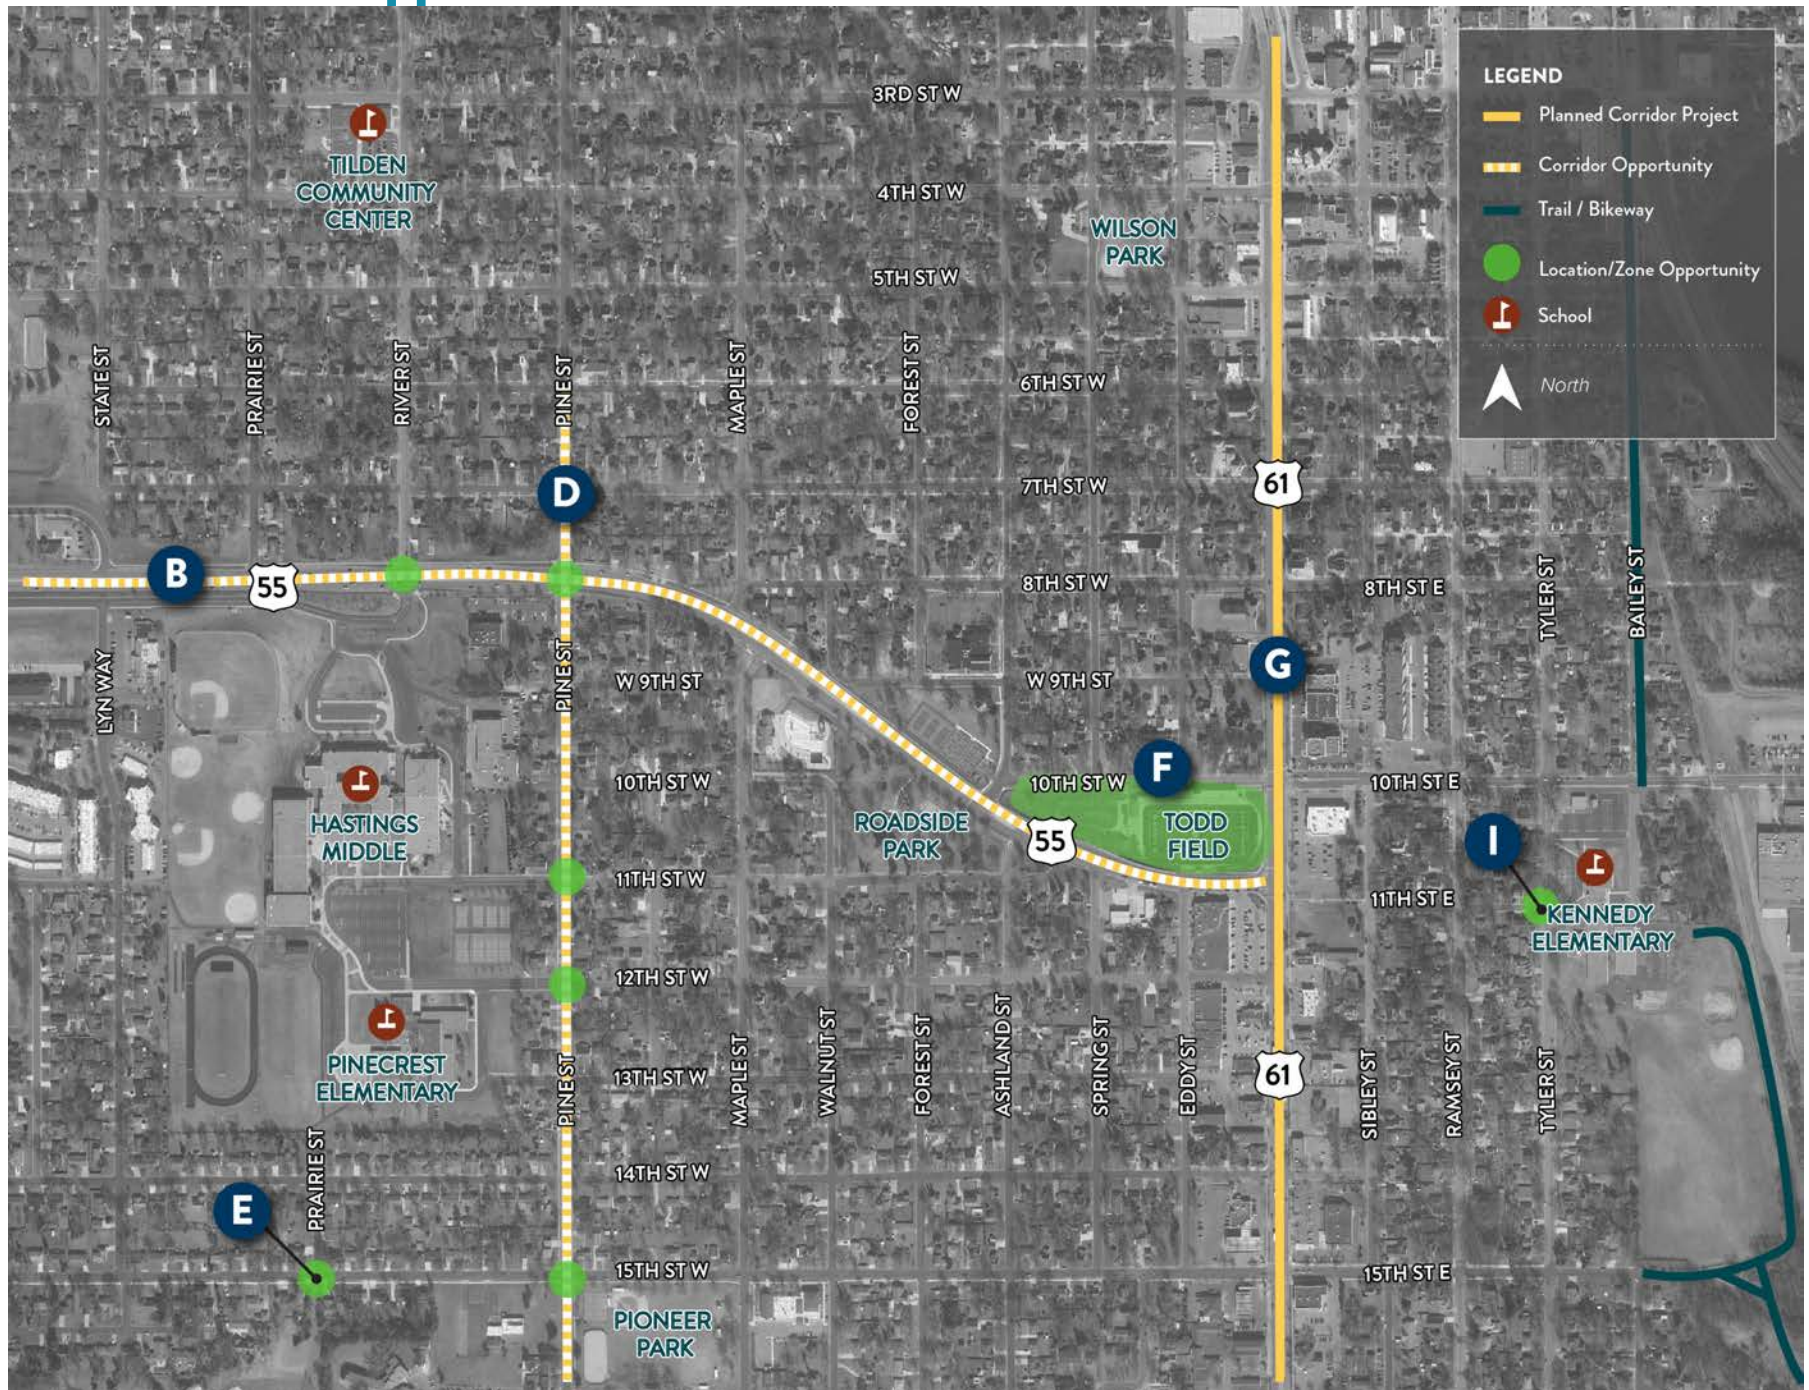 LEGEND
Planned Corridor Project
Corridor Opportunity
Trail / Bikeway
Location/Zone Opportunity
School
North
3RD ST W
TILDEN
COMMUNITY
CENTER
4TH ST W
WILSON
PARK
5TH ST W
STATE ST
PRAIRIE ST
RIVER ST
PINE ST
MAPLE ST
FOREST ST
6TH ST W
D
7TH ST W
61
B
55
8TH ST W
8TH ST E
TYLER ST
BAILEY ST
LYN WAY
PINE ST
W 9TH ST
W 9TH ST
G
10TH ST W
10TH ST W
F
10TH ST E
HASTINGS
MIDDLE
ROADSIDE
PARK
55
TODD
FIELD
I
11TH ST W
11TH ST E
KENNEDY
ELEMENTARY
12TH ST W
PINECREST
ELEMENTARY
PINE ST
13TH ST W
MAPLE ST
WALNUT ST
FOREST ST
ASHLAND ST
SPRING ST
EDDY ST
61
SIBLEY ST
RAMSEY ST
TYLER ST
PRAIRIE ST
14TH ST W
E
15TH ST W
15TH ST E
PIONEER
PARK